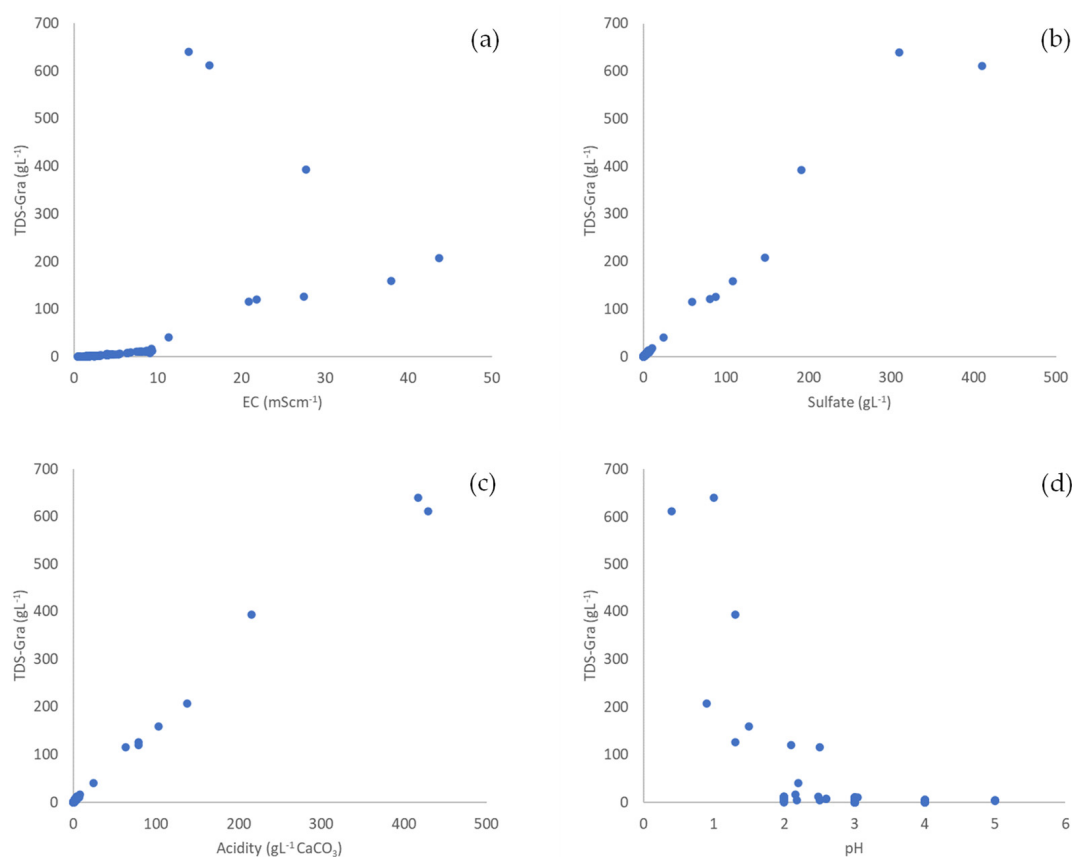 (a)
TDS-Gra (gL⁻¹)
700
600
500
400
300
200
100
0
0 10 20 30 40 50
EC (mScm⁻¹)
(b)
TDS-Gra (gL⁻¹)
700
600
500
400
300
200
100
0
0 100 200 300 400 500
Sulfate (gL⁻¹)
(c)
TDS-Gra (gL⁻¹)
700
600
500
400
300
200
100
0
0 100 200 300 400 500
Acidity (gL⁻¹ CaCO₃)
(d)
TDS-Gra (gL⁻¹)
700
600
500
400
300
200
100
0
0 1 2 3 4 5 6
pH